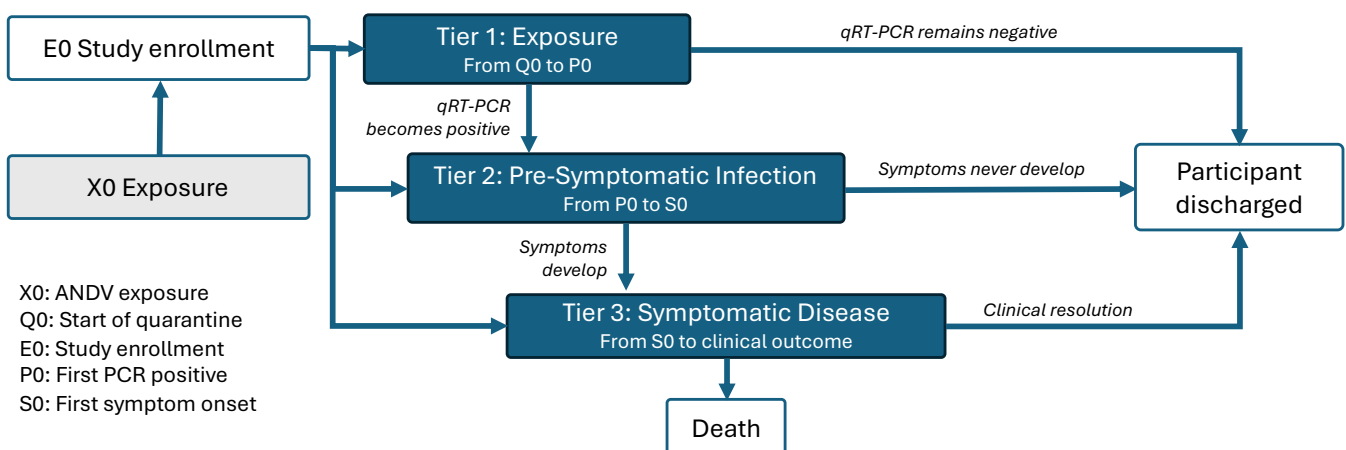 E0 Study enrollment
Tier 1: Exposure
From Q0 to P0
qRT-PCR remains negative
qRT-PCR
becomes positive
X0 Exposure
Tier 2: Pre-Symptomatic Infection
From P0 to S0
Symptoms never develop
Participant
discharged
Symptoms
develop
X0: ANDV exposure
Q0: Start of quarantine
E0: Study enrollment
P0: First PCR positive
S0: First symptom onset
Tier 3: Symptomatic Disease
From S0 to clinical outcome
Clinical resolution
Death